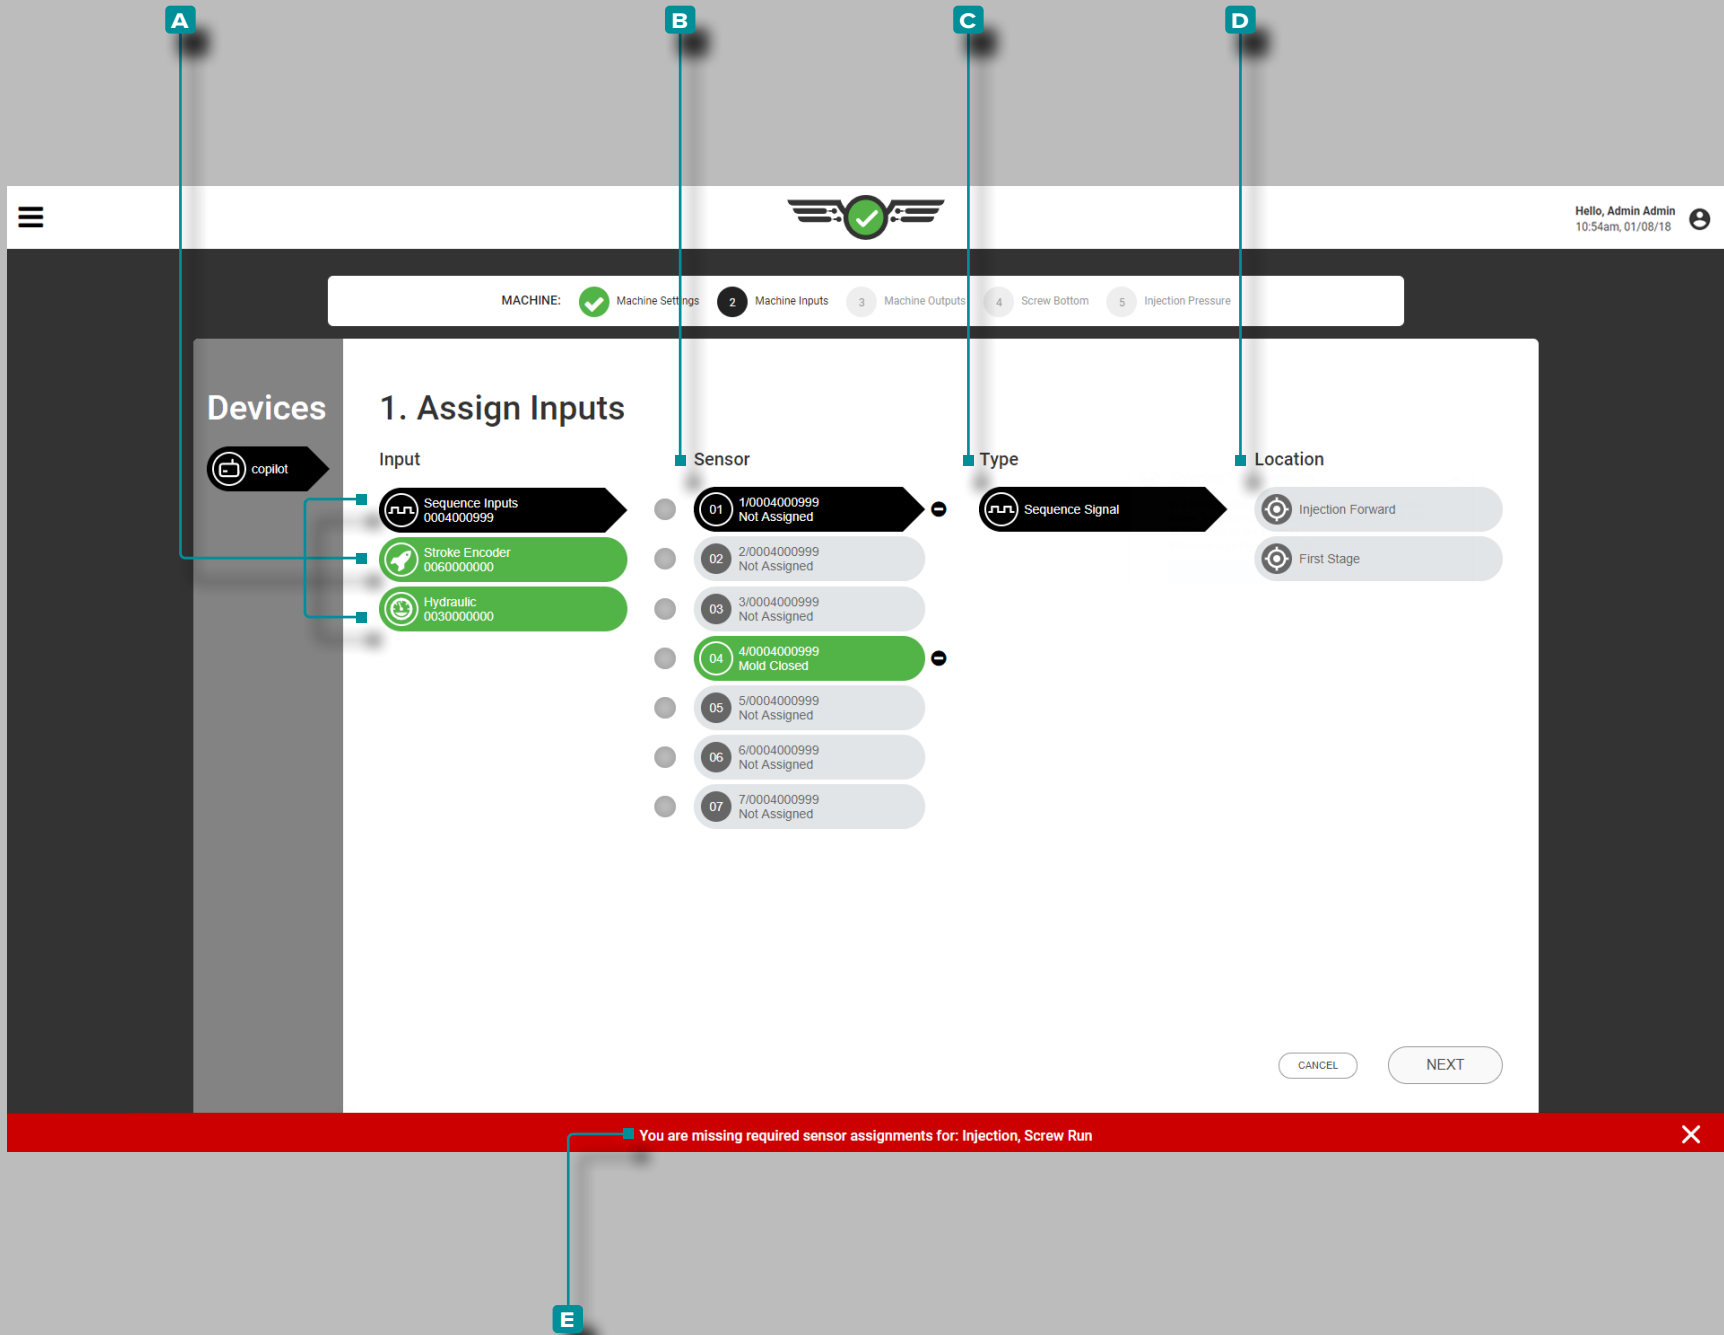 A
B
C
D
Hello, Admin Admin
10:54am, 01/08/18
MACHINE: Machine Settings 2 Machine Inputs 3 Machine Outputs 4 Screw Bottom 5 Injection Pressure
Devices
copilot
1. Assign Inputs
Input
Sequence Inputs
0004000999
Stroke Encoder
0060000000
Hydraulic
0030000000
Sensor
01 1/0004000999
Not Assigned
02 2/0004000999
Not Assigned
03 3/0004000999
Not Assigned
04 4/0004000999
Mold Closed
05 5/0004000999
Not Assigned
06 6/0004000999
Not Assigned
07 7/0004000999
Not Assigned
Type
Sequence Signal
Location
Injection Forward
First Stage
CANCEL
NEXT
You are missing required sensor assignments for: Injection, Screw Run
E